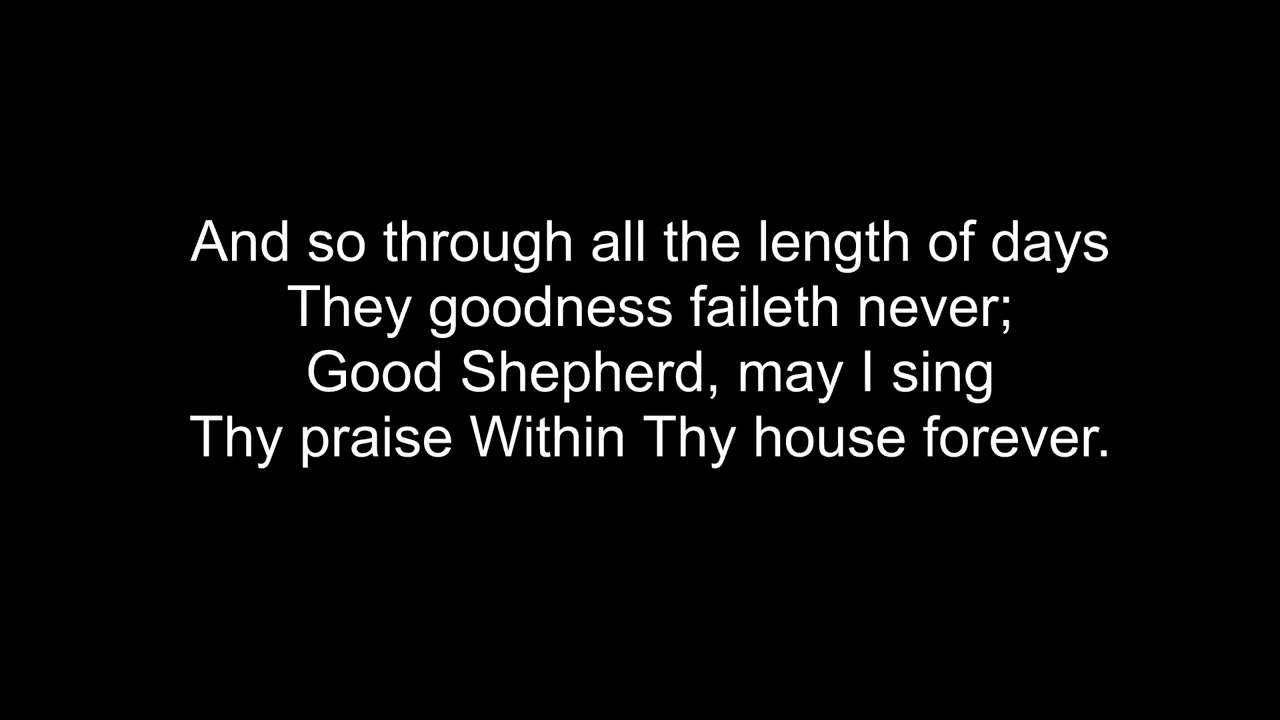 And so through all the length of days
They goodness faileth never;
Good Shepherd, may I sing
Thy praise Within Thy house forever.